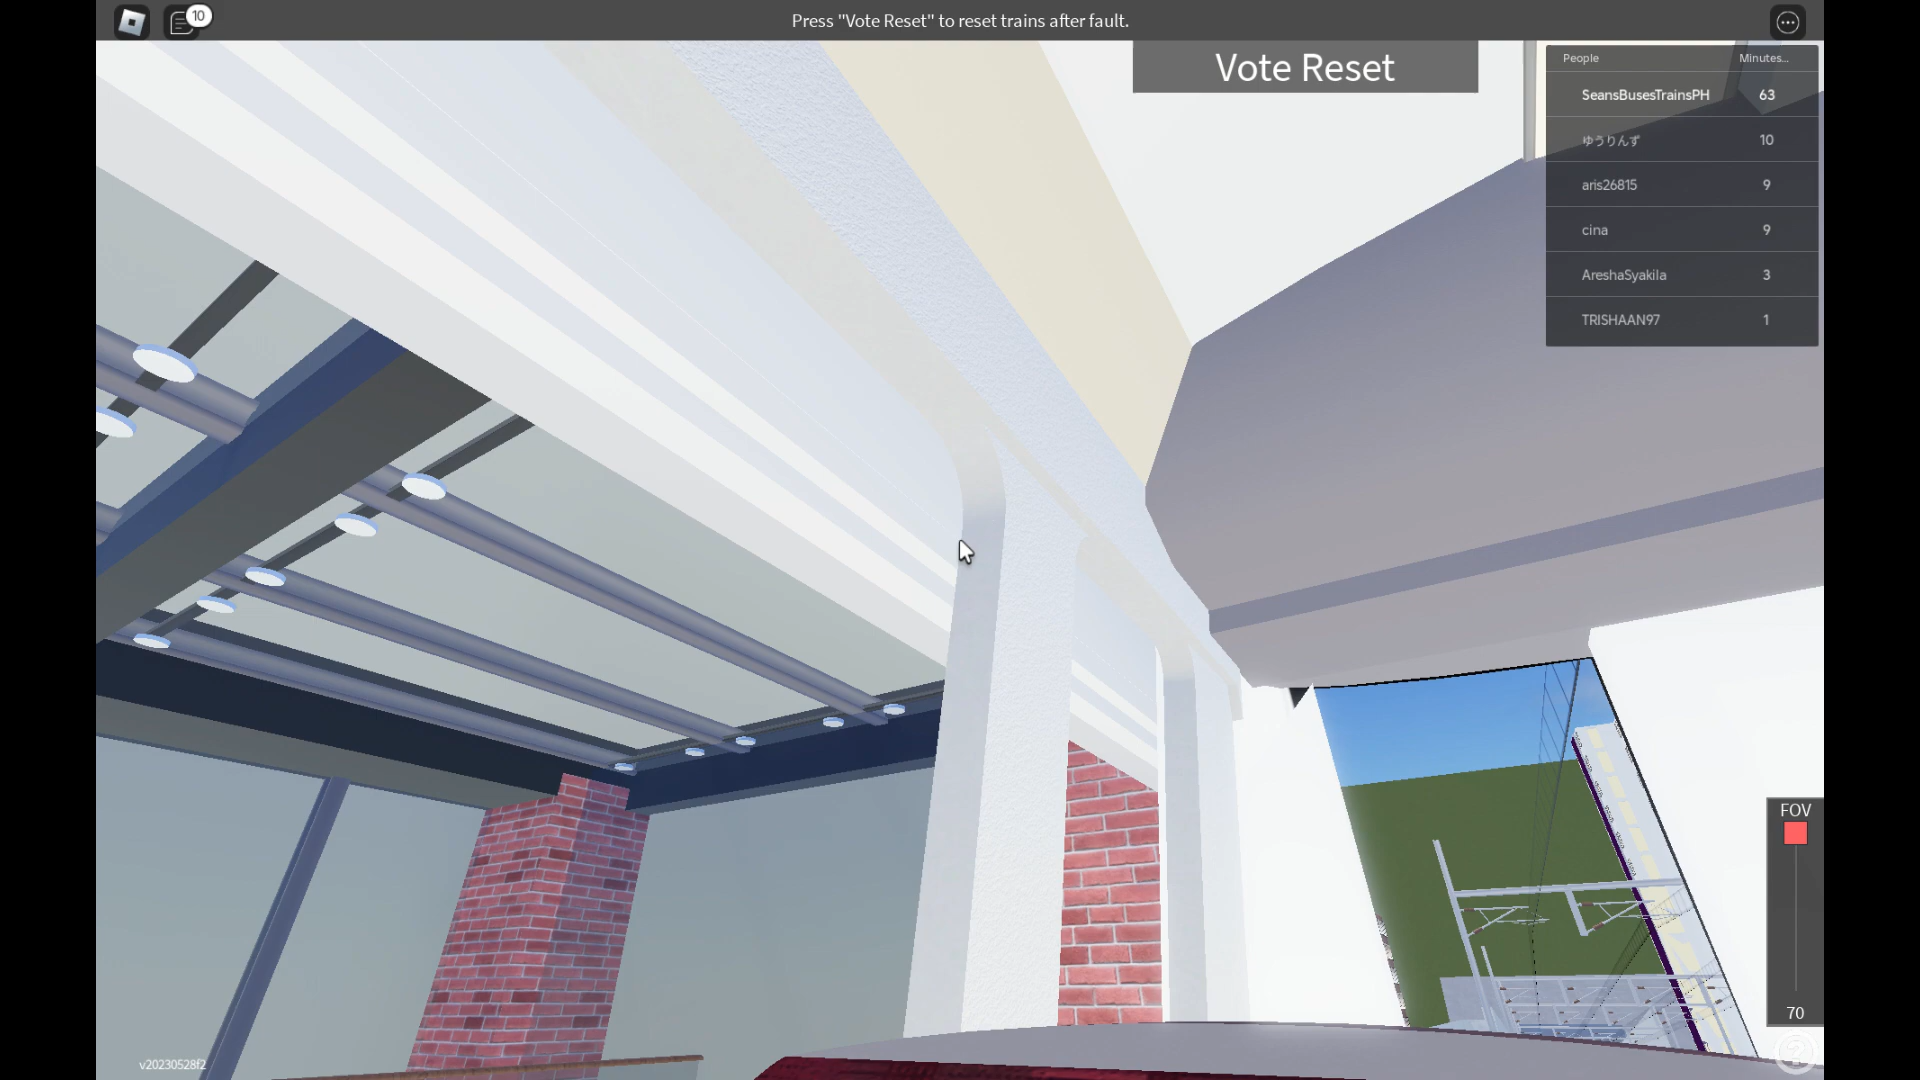 10
Press "Vote Reset" to reset trains after fault.
Vote Reset
People Minutes...
SeansBusesTrainsPH 63
ゆうりんず 10
aris26815 9
cina 9
AreshaSyakila 3
TRISHAAN97 1
FOV
70
?
v20230528f2